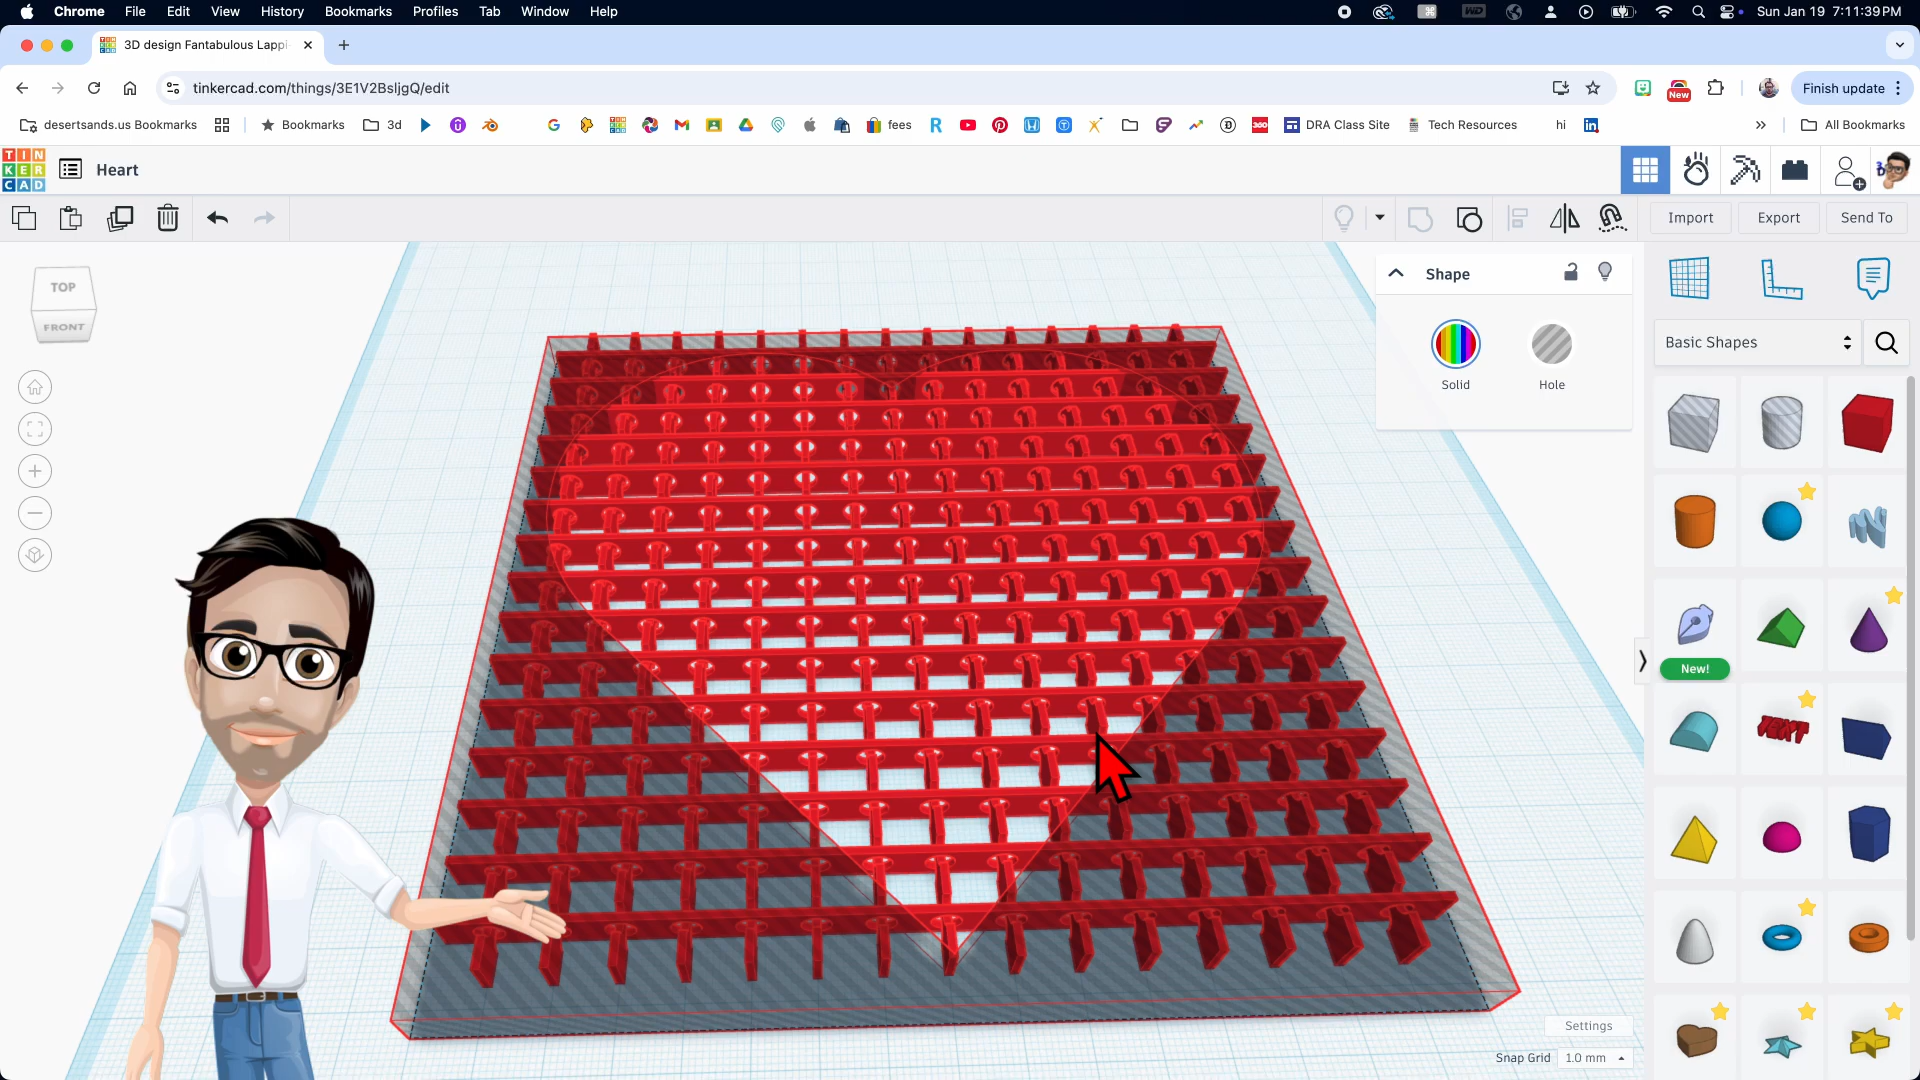 Chrome File Edit View History Bookmarks Profiles Tab Window Help Sun Jan 19 7:11:39 PM
3D design Fantabulous Lappi
tinkercad.com/things/3E1V2BsljgQ/edit
New
Finish update
desertsands.us Bookmarks Bookmarks 3d fees DRA Class Site Tech Resources hi All Bookmarks
TIN
KER
CAD
Heart
Import Export Send To
TOP
FRONT
Shape
Solid Hole
Basic Shapes
New!
TEXT
Settings
Snap Grid 1.0 mm